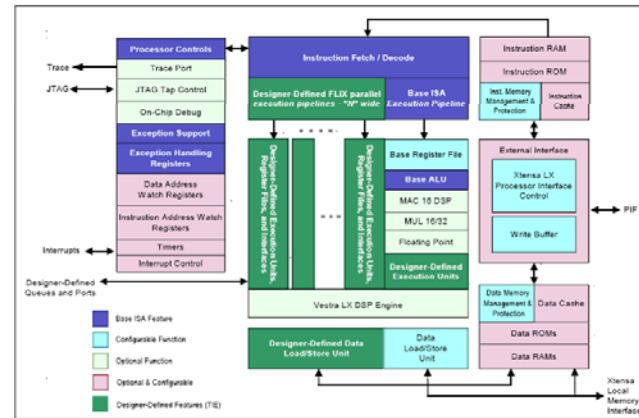 Processor Controls
Trace Port
JTAG Tap Control
On-Chip Debug
Exception Support
Exception Handling
Registers
Data Address
Watch Registers
Instruction Address Watch
Registers
Timers
Interrupt Control
Trace
JTAG
Interrupts
Designer-Defined
Queues and Ports
Instruction Fetch / Decode
Designer-Defined FLIX parallel
execution pipelines - "N" wide
Base ISA
Execution Pipeline
Designer-Defined Execution Units,
Register Files, and Interfaces
Designer-Defined Execution Units,
Register Files, and Interfaces
Base Register File
Base ALU
MAC 16 DSP
MUL 16/32
Floating Point
Designer-Defined
Execution Units
Vectra LX DSP Engine
Designer-Defined Data
Load/Store Unit
Data
Load/Store
Unit
Instruction RAM
Instruction ROM
Inst. Memory
Management &
Protection
Instruction
Cache
External Interface
Xtensa LX
Processor Interface
Control
Write Buffer
PIF
Data Memory
Management &
Protection
Data Cache
Data ROMs
Data RAMs
Xtensa
Local
Memory
Interface
Base ISA Feature
Configurable Function
Optional Function
Optional & Configurable
Designer-Defined Features (TIE)